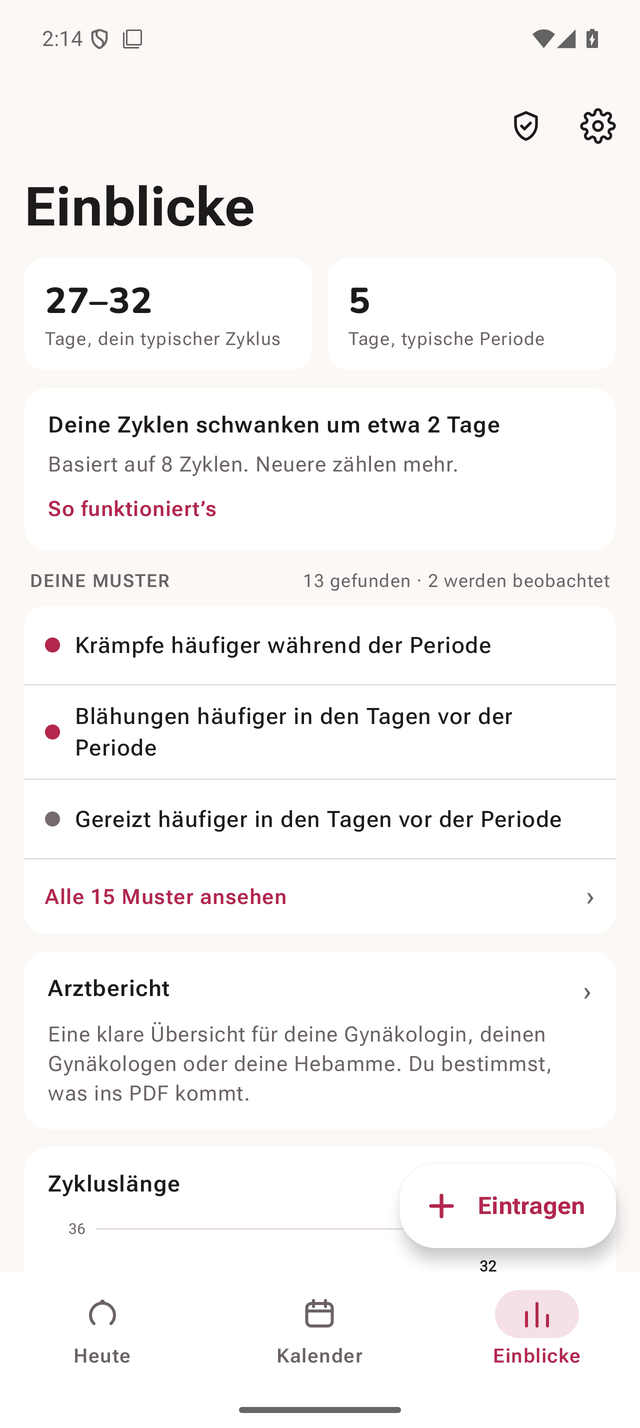 2:14
Einblicke
27–32
Tage, dein typischer Zyklus
5
Tage, typische Periode
Deine Zyklen schwanken um etwa 2 Tage
Basiert auf 8 Zyklen. Neuere zählen mehr.
So funktioniert’s
DEINE MUSTER
13 gefunden · 2 werden beobachtet
Krämpfe häufiger während der Periode
Blähungen häufiger in den Tagen vor der
Periode
Gereizt häufiger in den Tagen vor der Periode
Alle 15 Muster ansehen
Arztbericht
Eine klare Übersicht für deine Gynäkologin, deinen
Gynäkologen oder deine Hebamme. Du bestimmst,
was ins PDF kommt.
Zykluslänge
Eintragen
36
32
Heute
Kalender
Einblicke